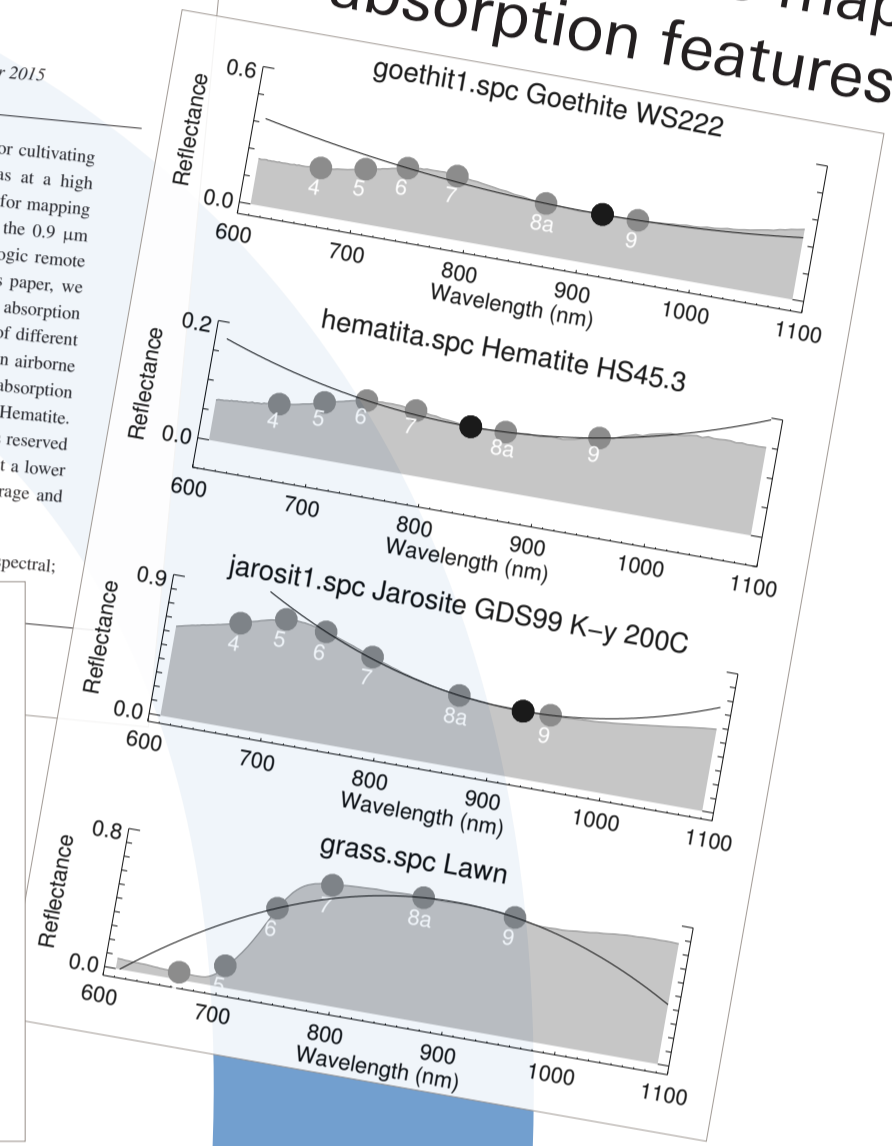 map
absorption features
r 2015
or cultivating
as at a high
for mapping
the 0.9 μm
ogic remote
s paper, we
absorption
of different
n airborne
absorption
Hematite.
reserved
t a lower
rage and
pectral;
goethit1.spc Goethite WS222
Reflectance
0.6
0.0
4 5 6 7 8a 9
600 700 800 900 1000 1100
Wavelength (nm)
hematita.spc Hematite HS45.3
Reflectance
0.2
0.0
4 5 6 7 8a 9
600 700 800 900 1000 1100
Wavelength (nm)
jarosit1.spc Jarosite GDS99 K–y 200C
Reflectance
0.9
0.0
4 5 6 7 8a 9
600 700 800 900 1000 1100
Wavelength (nm)
grass.spc Lawn
Reflectance
0.8
0.0
5 6 7 8a 9
600 700 800 900 1000 1100
Wavelength (nm)